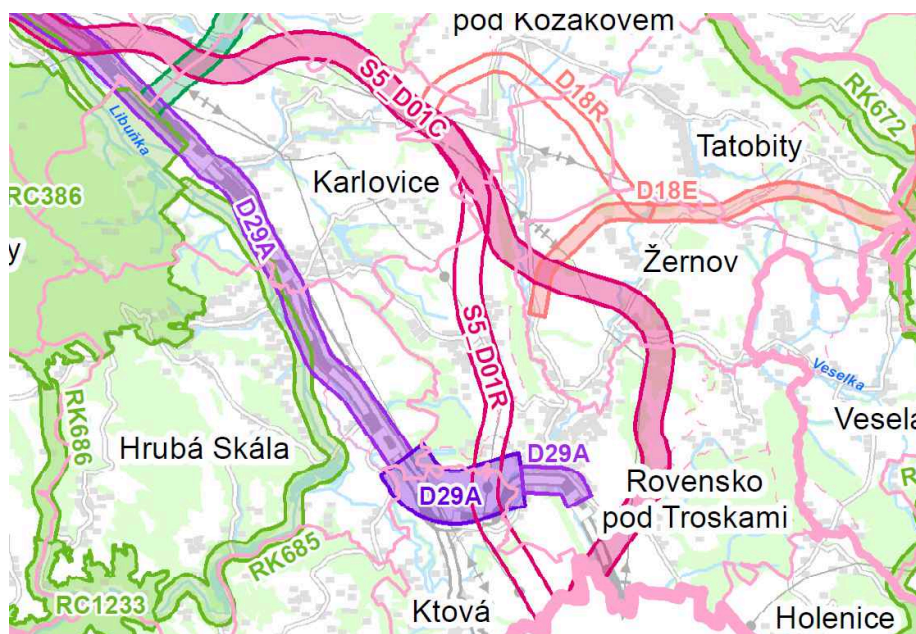 pod Kozákovem
D18R
RK672
S5_D01C
Libuňka
Tatobity
Karlovice
D18E
RC386
D29A
y
Žernov
S5_D01R
Veselka
RK686
Vesela
Hrubá Skála
D29A
D29A
Rovensko
pod Troskami
R
RK685
RC1233
Ktová
Holenice